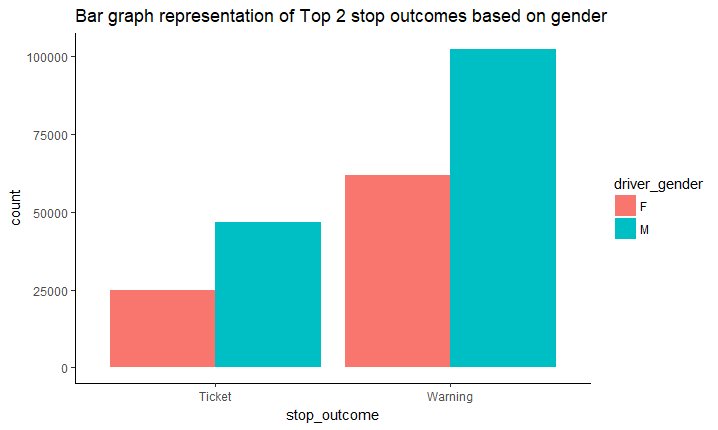 Bar graph representation of Top 2 stop outcomes based on gender
100000
75000
50000
25000
0
count
Ticket
Warning
stop_outcome
driver_gender
F
M